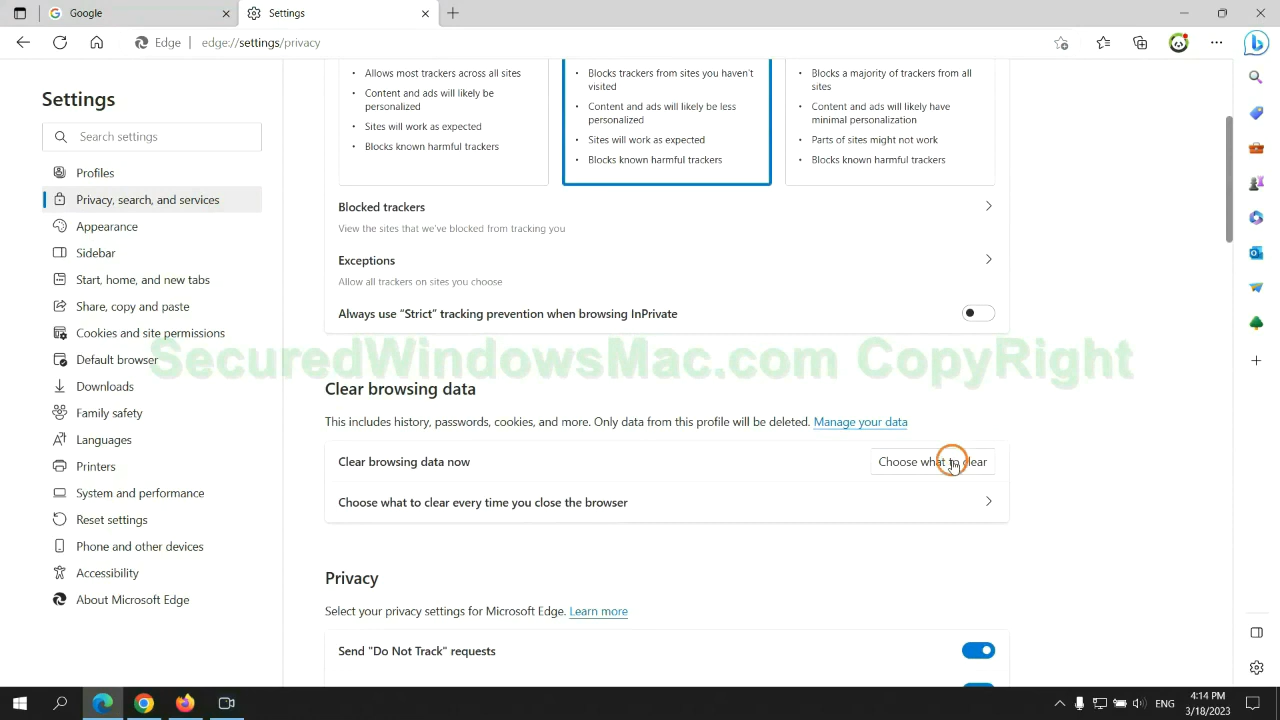 Google
Settings
Edge
edge://settings/privacy
Settings
Search settings
Profiles
Privacy, search, and services
Appearance
Sidebar
Start, home, and new tabs
Share, copy and paste
Cookies and site permissions
Default browser
Downloads
Family safety
Languages
Printers
System and performance
Reset settings
Phone and other devices
Accessibility
About Microsoft Edge
• Allows most trackers across all sites
• Content and ads will likely be
personalized
• Sites will work as expected
• Blocks known harmful trackers
• Blocks trackers from sites you haven't
visited
• Content and ads will likely be less
personalized
• Sites will work as expected
• Blocks known harmful trackers
• Blocks a majority of trackers from all
sites
• Content and ads will likely have
minimal personalization
• Parts of sites might not work
• Blocks known harmful trackers
Blocked trackers
View the sites that we've blocked from tracking you
Exceptions
Allow all trackers on sites you choose
Always use “Strict” tracking prevention when browsing InPrivate
SecuredWindowsMac.com CopyRight
Clear browsing data
This includes history, passwords, cookies, and more. Only data from this profile will be deleted. Manage your data
Clear browsing data now
Choose what to clear
Choose what to clear every time you close the browser
Privacy
Select your privacy settings for Microsoft Edge. Learn more
Send "Do Not Track" requests
ENG
4:14 PM
3/18/2023